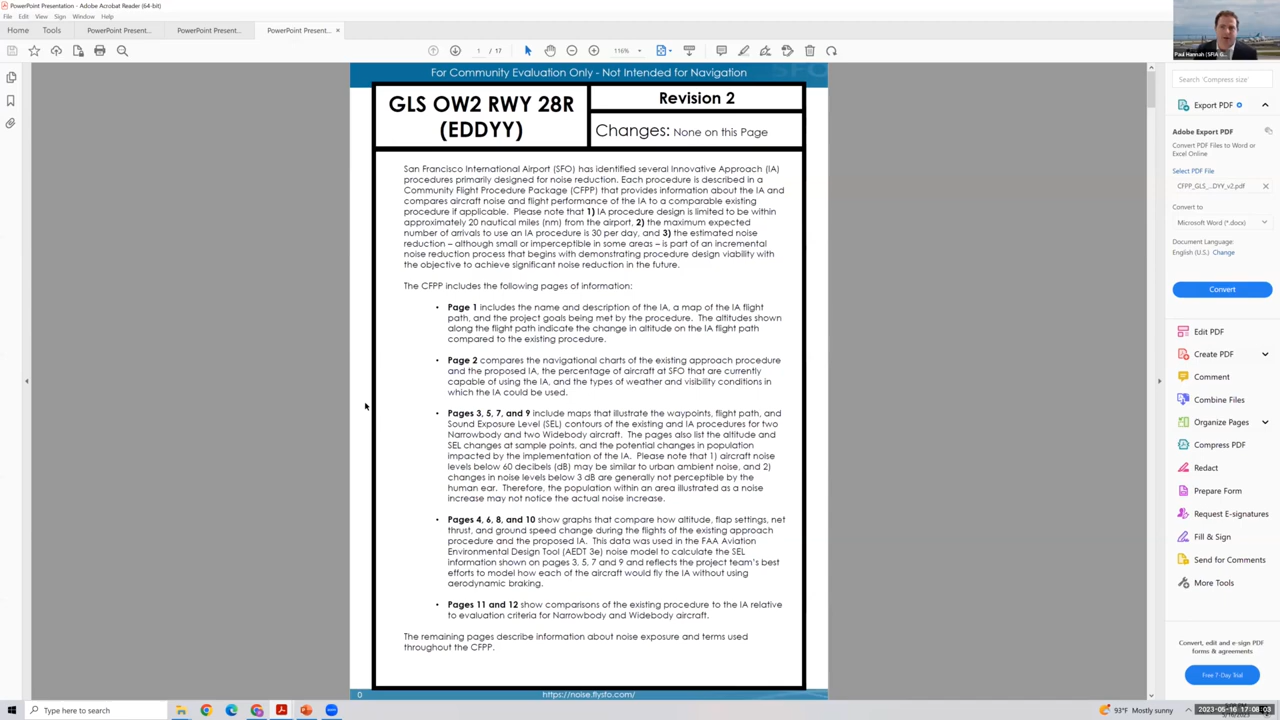 PowerPoint Presentation - Adobe Acrobat Reader (64-bit)
File Edit View Sign Window Help
Home Tools PowerPoint Present... PowerPoint Present... PowerPoint Present... ×
1 / 17 116%
Paul Hannah (SFIA G...
For Community Evaluation Only - Not Intended for Navigation
GLS OW2 RWY 28R
(EDDYY)
Revision 2
Changes: None on this Page
San Francisco International Airport (SFO) has identified several Innovative Approach (IA)
procedures primarily designed for noise reduction. Each procedure is described in a
Community Flight Procedure Package (CFPP) that provides information about the IA and
compares aircraft noise and flight performance of the IA to a comparable existing
procedure if applicable. Please note that 1) IA procedure design is limited to be within
approximately 20 nautical miles (nm) from the airport, 2) the maximum expected
number of arrivals to use an IA procedure is 30 per day, and 3) the estimated noise
reduction – although small or imperceptible in some areas – is part of an incremental
noise reduction process that begins with demonstrating procedure design viability with
the objective to achieve significant noise reduction in the future.
The CFPP includes the following pages of information:
• Page 1 includes the name and description of the IA, a map of the IA flight
path, and the project goals being met by the procedure. The altitudes shown
along the flight path indicate the change in altitude on the IA flight path
compared to the existing procedure.
• Page 2 compares the navigational charts of the existing approach procedure
and the proposed IA, the percentage of aircraft at SFO that are currently
capable of using the IA, and the types of weather and visibility conditions in
which the IA could be used.
• Pages 3, 5, 7, and 9 include maps that illustrate the waypoints, flight path, and
Sound Exposure Level (SEL) contours of the existing and IA procedures for two
Narrowbody and two Widebody aircraft. The pages also list the altitude and
SEL changes at sample points, and the potential changes in population
impacted by the implementation of the IA. Please note that 1) aircraft noise
levels below 60 decibels (dB) may be similar to urban ambient noise, and 2)
changes in noise levels below 3 dB are generally not perceptible by the
human ear. Therefore, the population within an area illustrated as a noise
increase may not notice the actual noise increase.
• Pages 4, 6, 8, and 10 show graphs that compare how altitude, flap settings, net
thrust, and ground speed change during the flights of the existing approach
procedure and the proposed IA. This data was used in the FAA Aviation
Environmental Design Tool (AEDT 3e) noise model to calculate the SEL
information shown on pages 3, 5, 7 and 9 and reflects the project team's best
efforts to model how each of the aircraft would fly the IA without using
aerodynamic braking.
• Pages 11 and 12 show comparisons of the existing procedure to the IA relative
to evaluation criteria for Narrowbody and Widebody aircraft.
The remaining pages describe information about noise exposure and terms used
throughout the CFPP.
0 https://noise.flysfo.com/
Search 'Compress size'
Export PDF
Adobe Export PDF
Convert PDF Files to Word or
Excel Online
Select PDF File
CFPP_GLS_...DYY_v2.pdf ×
Convert to
Microsoft Word (*.docx)
Document Language:
English (U.S.) Change
Convert
Edit PDF
Create PDF
Comment
Combine Files
Organize Pages
Compress PDF
Redact
Prepare Form
Request E-signatures
Fill & Sign
Send for Comments
More Tools
Convert, edit and e-sign PDF
forms & agreements
Free 7-Day Trial
Type here to search
93°F Mostly sunny
2023-05-16 17:08:03